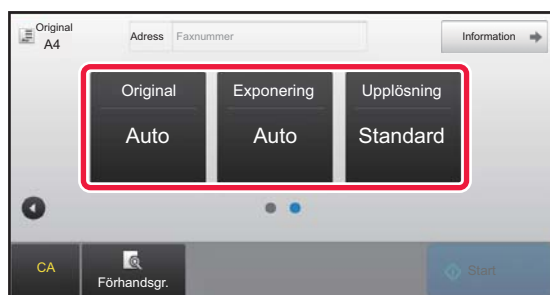 Original
A4
Adress Faxnummer
Information
Original Exponering Upplösning
Auto Auto Standard
CA
Förhandsgr.
Start